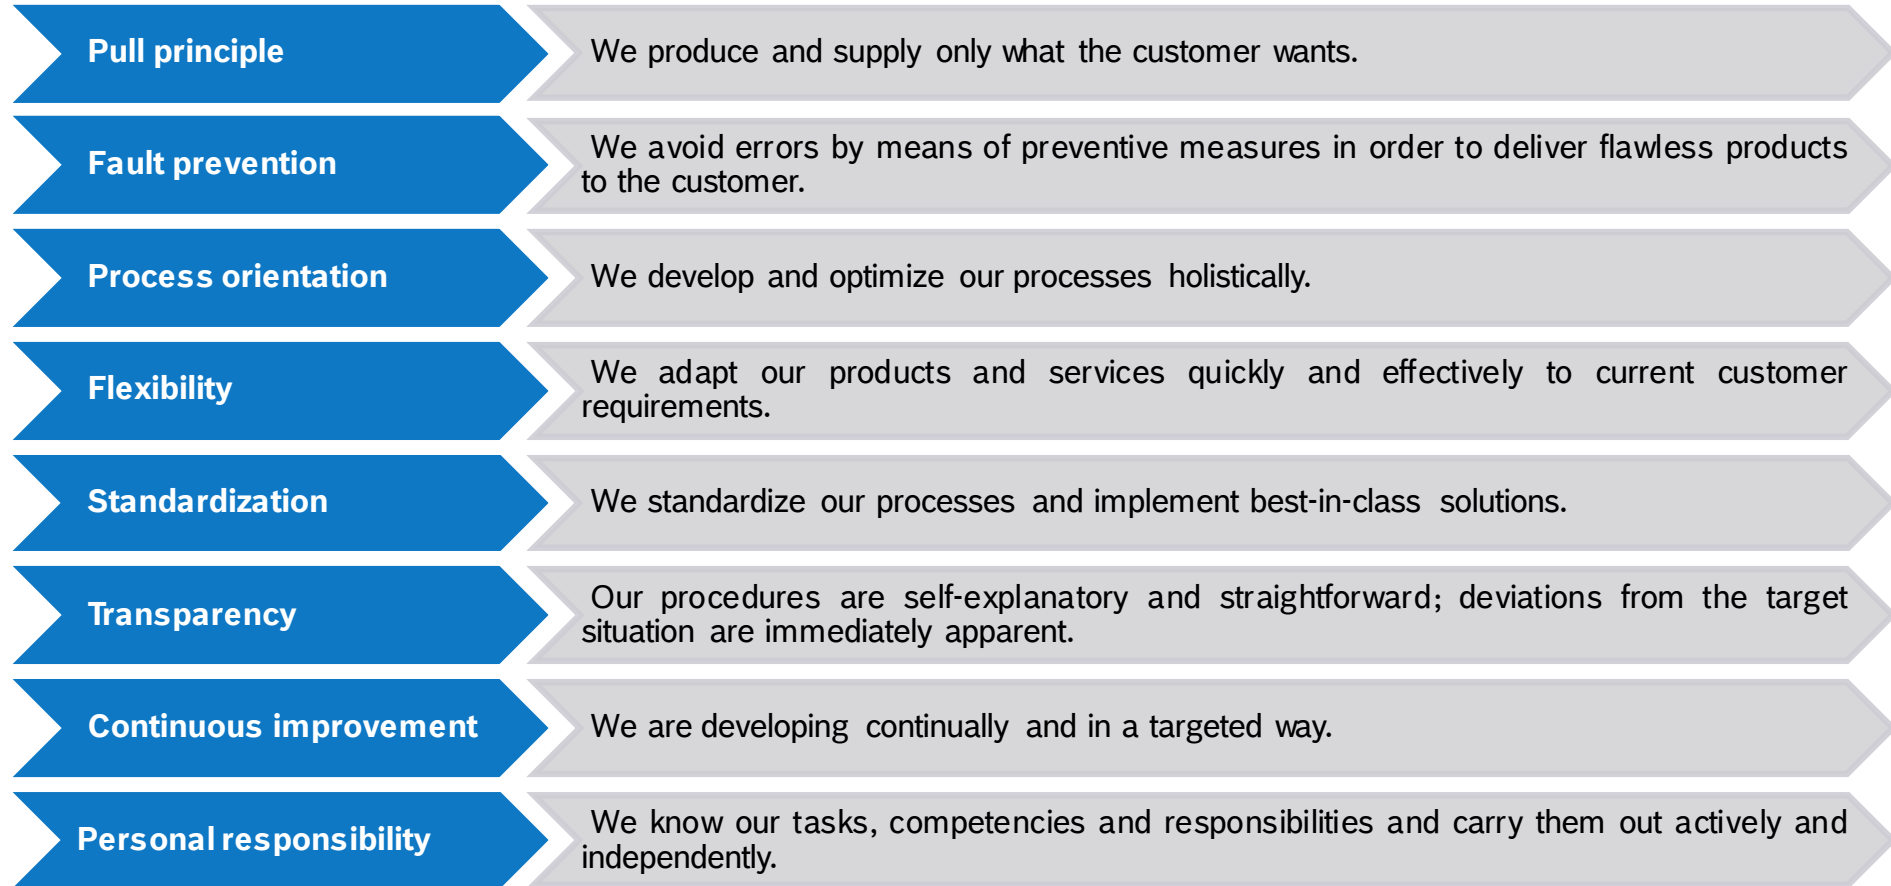 Pull principle
We produce and supply only what the customer wants.
Fault prevention
We avoid errors by means of preventive measures in order to deliver flawless products
to the customer.
Process orientation
We develop and optimize our processes holistically.
Flexibility
We adapt our products and services quickly and effectively to current customer
requirements.
Standardization
We standardize our processes and implement best-in-class solutions.
Transparency
Our procedures are self-explanatory and straightforward; deviations from the target
situation are immediately apparent.
Continuous improvement
We are developing continually and in a targeted way.
Personal responsibility
We know our tasks, competencies and responsibilities and carry them out actively and
independently.